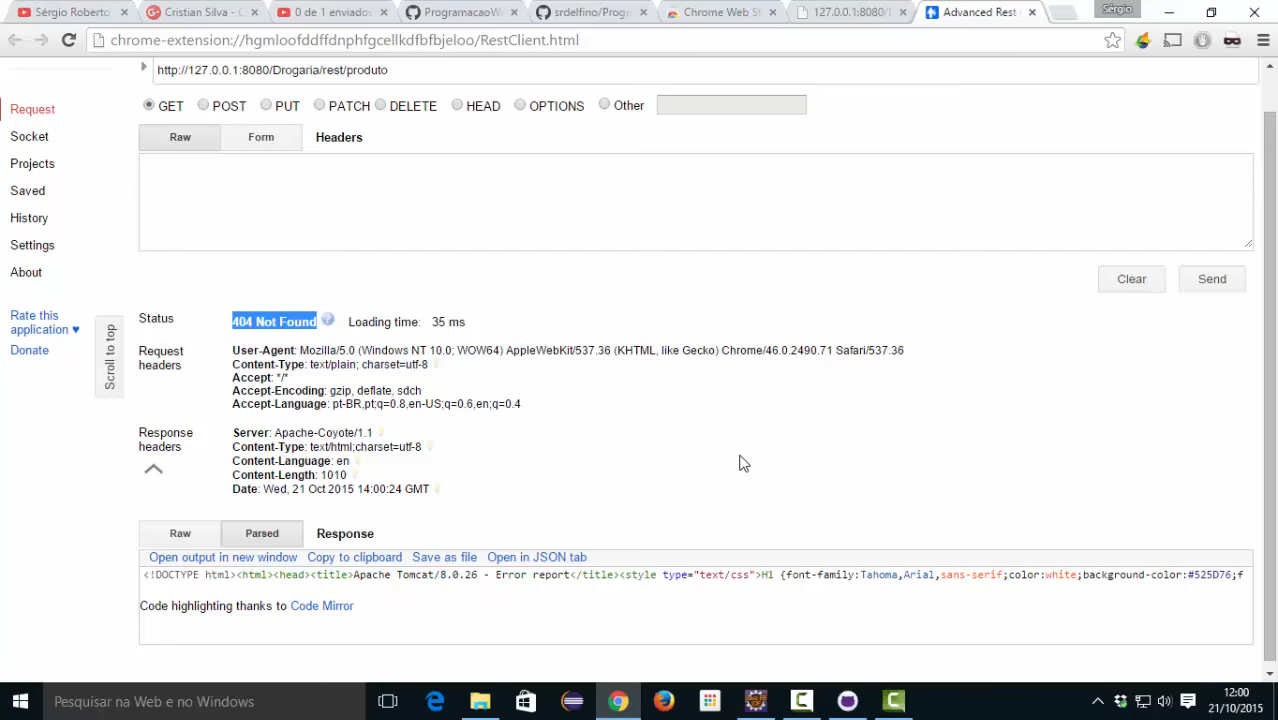 Sérgio Roberto
Cristian Silva - G
0 de 1 enviados
ProgramacaoW
srdelfino/Progra
Chrome Web St
127.0.0.1:8080/D
Advanced Rest C
Sérgio
chrome-extension://hgmloofddffdnphfgcellkdfbfbjeloo/RestClient.html
http://127.0.0.1:8080/Drogaria/rest/produto
GET POST PUT PATCH DELETE HEAD OPTIONS Other
Raw Form Headers
Request
Socket
Projects
Saved
History
Settings
About
Rate this
application ♥
Donate
Scroll to top
Clear Send
Status 404 Not Found Loading time: 35 ms
Request
headers
User-Agent: Mozilla/5.0 (Windows NT 10.0; WOW64) AppleWebKit/537.36 (KHTML, like Gecko) Chrome/46.0.2490.71 Safari/537.36
Content-Type: text/plain; charset=utf-8
Accept: */*
Accept-Encoding: gzip, deflate, sdch
Accept-Language: pt-BR,pt;q=0.8,en-US;q=0.6,en;q=0.4
Response
headers
Server: Apache-Coyote/1.1
Content-Type: text/html;charset=utf-8
Content-Language: en
Content-Length: 1010
Date: Wed, 21 Oct 2015 14:00:24 GMT
Raw Parsed Response
Open output in new window Copy to clipboard Save as file Open in JSON tab
<!DOCTYPE html><html><head><title>Apache Tomcat/8.0.26 - Error report</title><style type="text/css">H1 {font-family:Tahoma,Arial,sans-serif;color:white;background-color:#525D76;f
Code highlighting thanks to Code Mirror
Pesquisar na Web e no Windows
12:00
21/10/2015